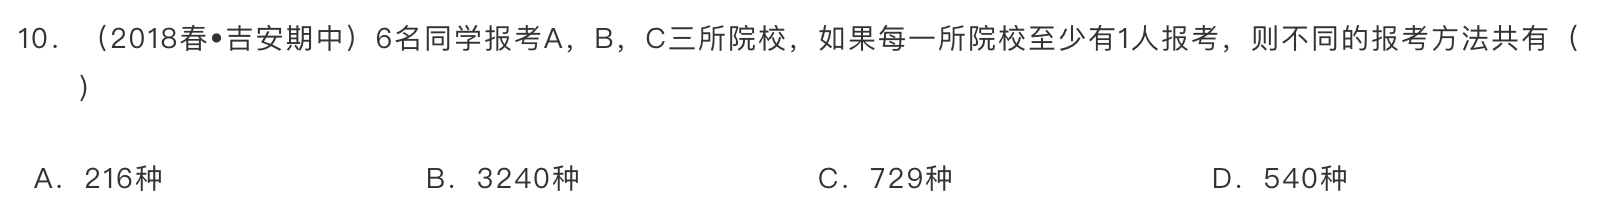 10. （2018春•吉安期中）6名同学报考A，B，C三所院校，如果每一所院校至少有1人报考，则不同的报考方法共有（
）
A. 216种 B. 3240种 C. 729种 D. 540种